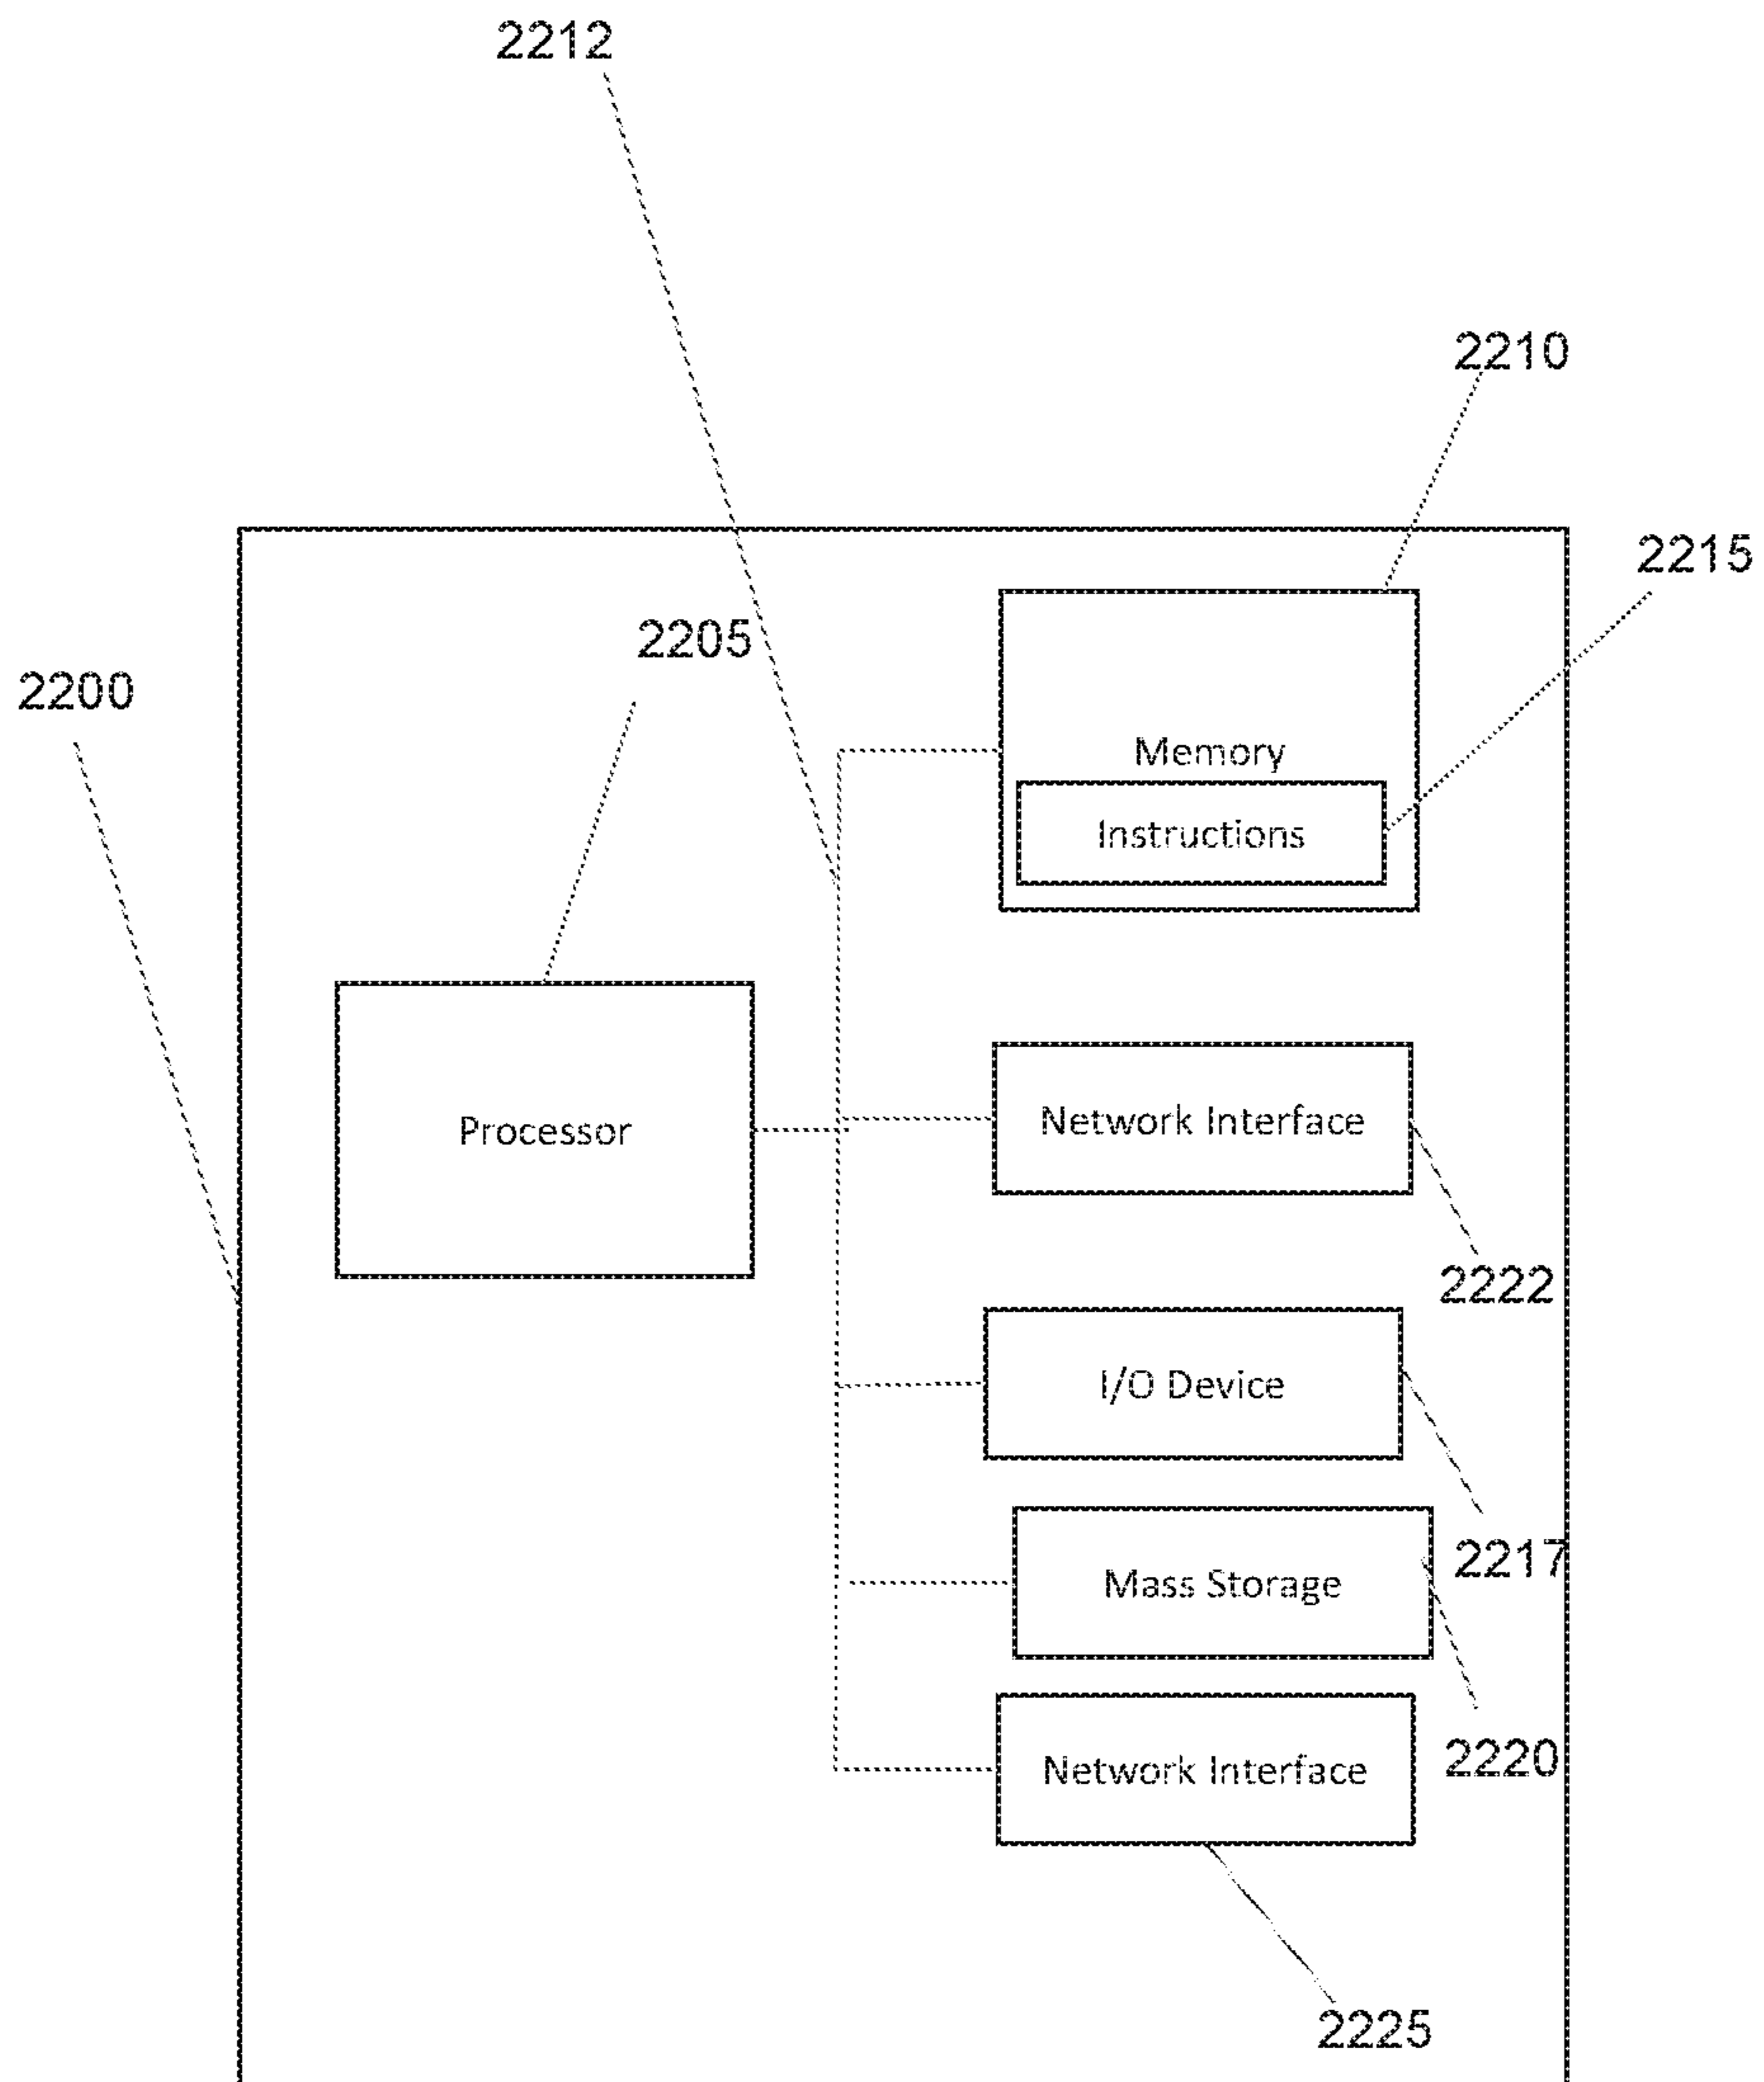 2212
2210
2215
2205
2200
Memory
Instructions
Processor
Network Interface
2222
I/O Device
2217
Mass Storage
2220
Network Interface
2225